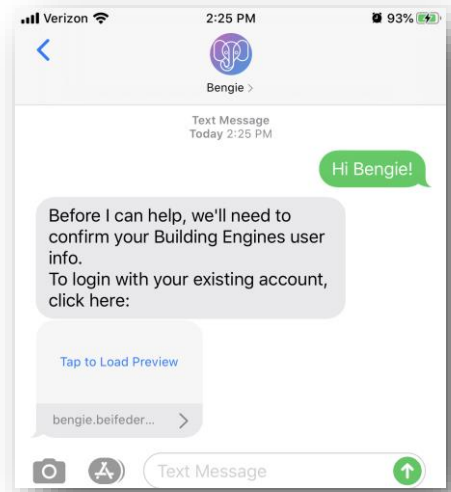 Verizon 2:25 PM 93%
Bengie >
Text Message
Today 2:25 PM
Hi Bengie!
Before I can help, we'll need to
confirm your Building Engines user
info.
To login with your existing account,
click here:
Tap to Load Preview
bengie.beifeder...
Text Message